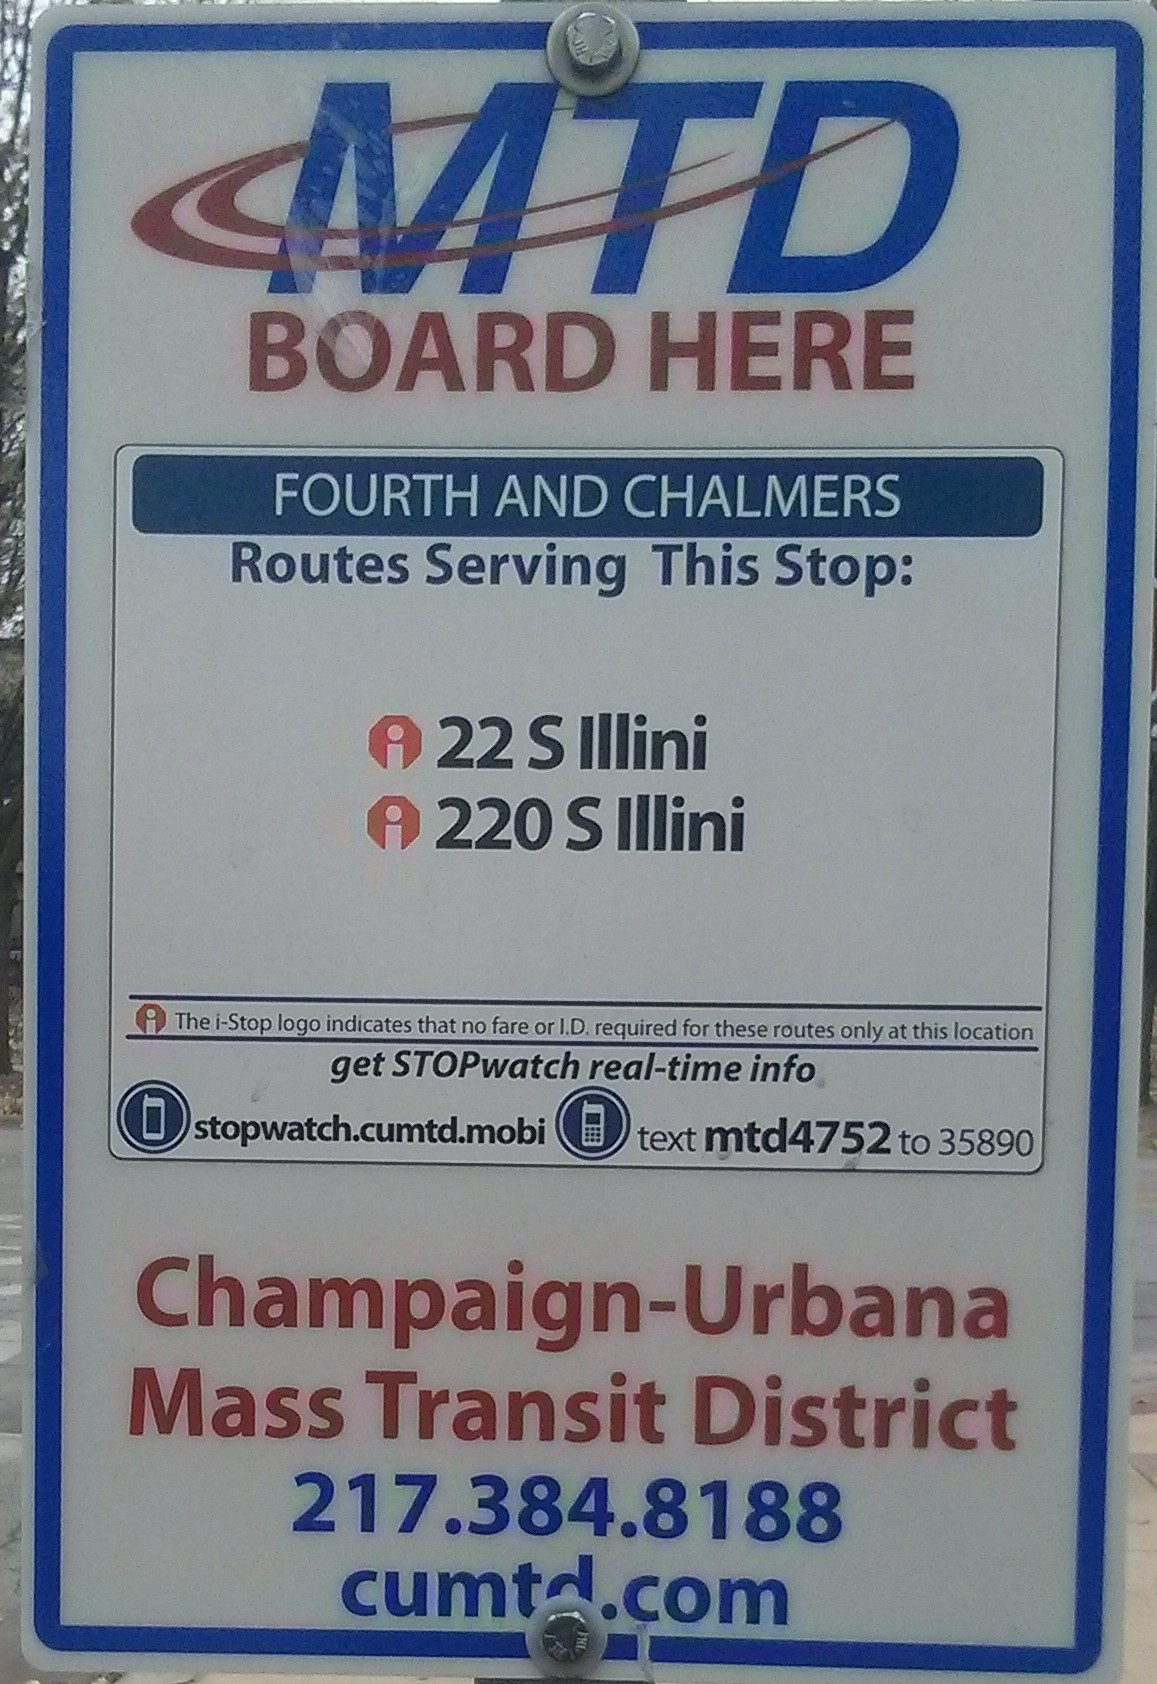 MTD
BOARD HERE
FOURTH AND CHALMERS
Routes Serving This Stop:
i 22 S Illini
i 220 S Illini
i The i-Stop logo indicates that no fare or I.D. required for these routes only at this location
get STOPwatch real-time info
stopwatch.cumtd.mobi text mtd4752 to 35890
Champaign-Urbana
Mass Transit District
217.384.8188
cumtd.com